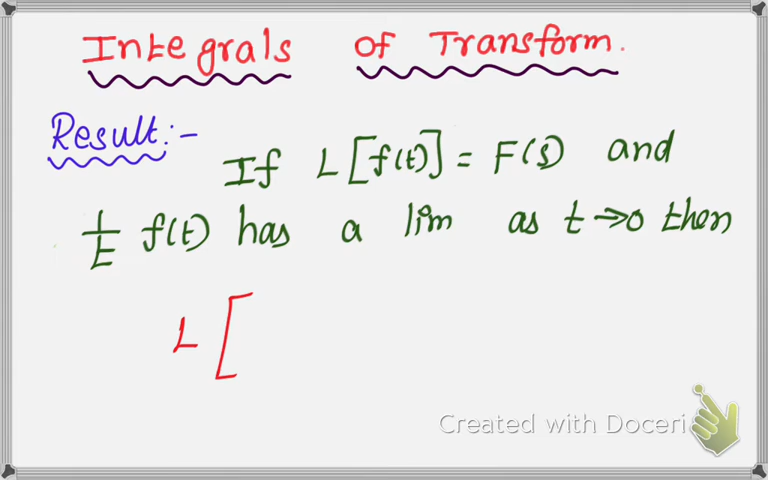 Integrals of Transform.
Result:-
If L[f(t)] = F(s) and
1/t f(t) has a lim as t→0 then
L [
Created with Doceri